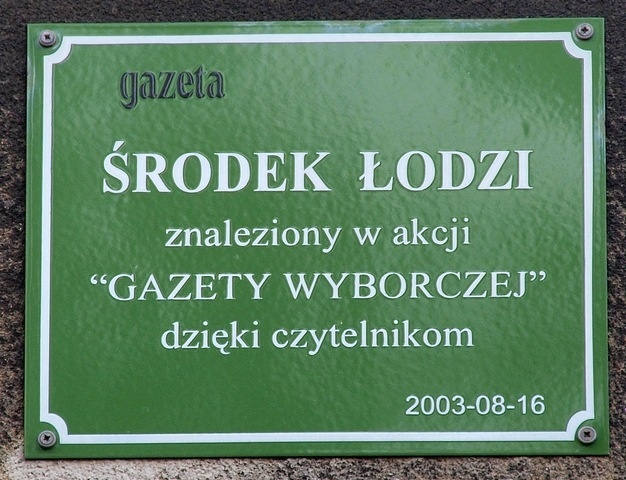 gazeta
ŚRODEK ŁODZI
znaleziony w akcji
“GAZETY WYBORCZEJ”
dzięki czytelnikom
2003-08-16